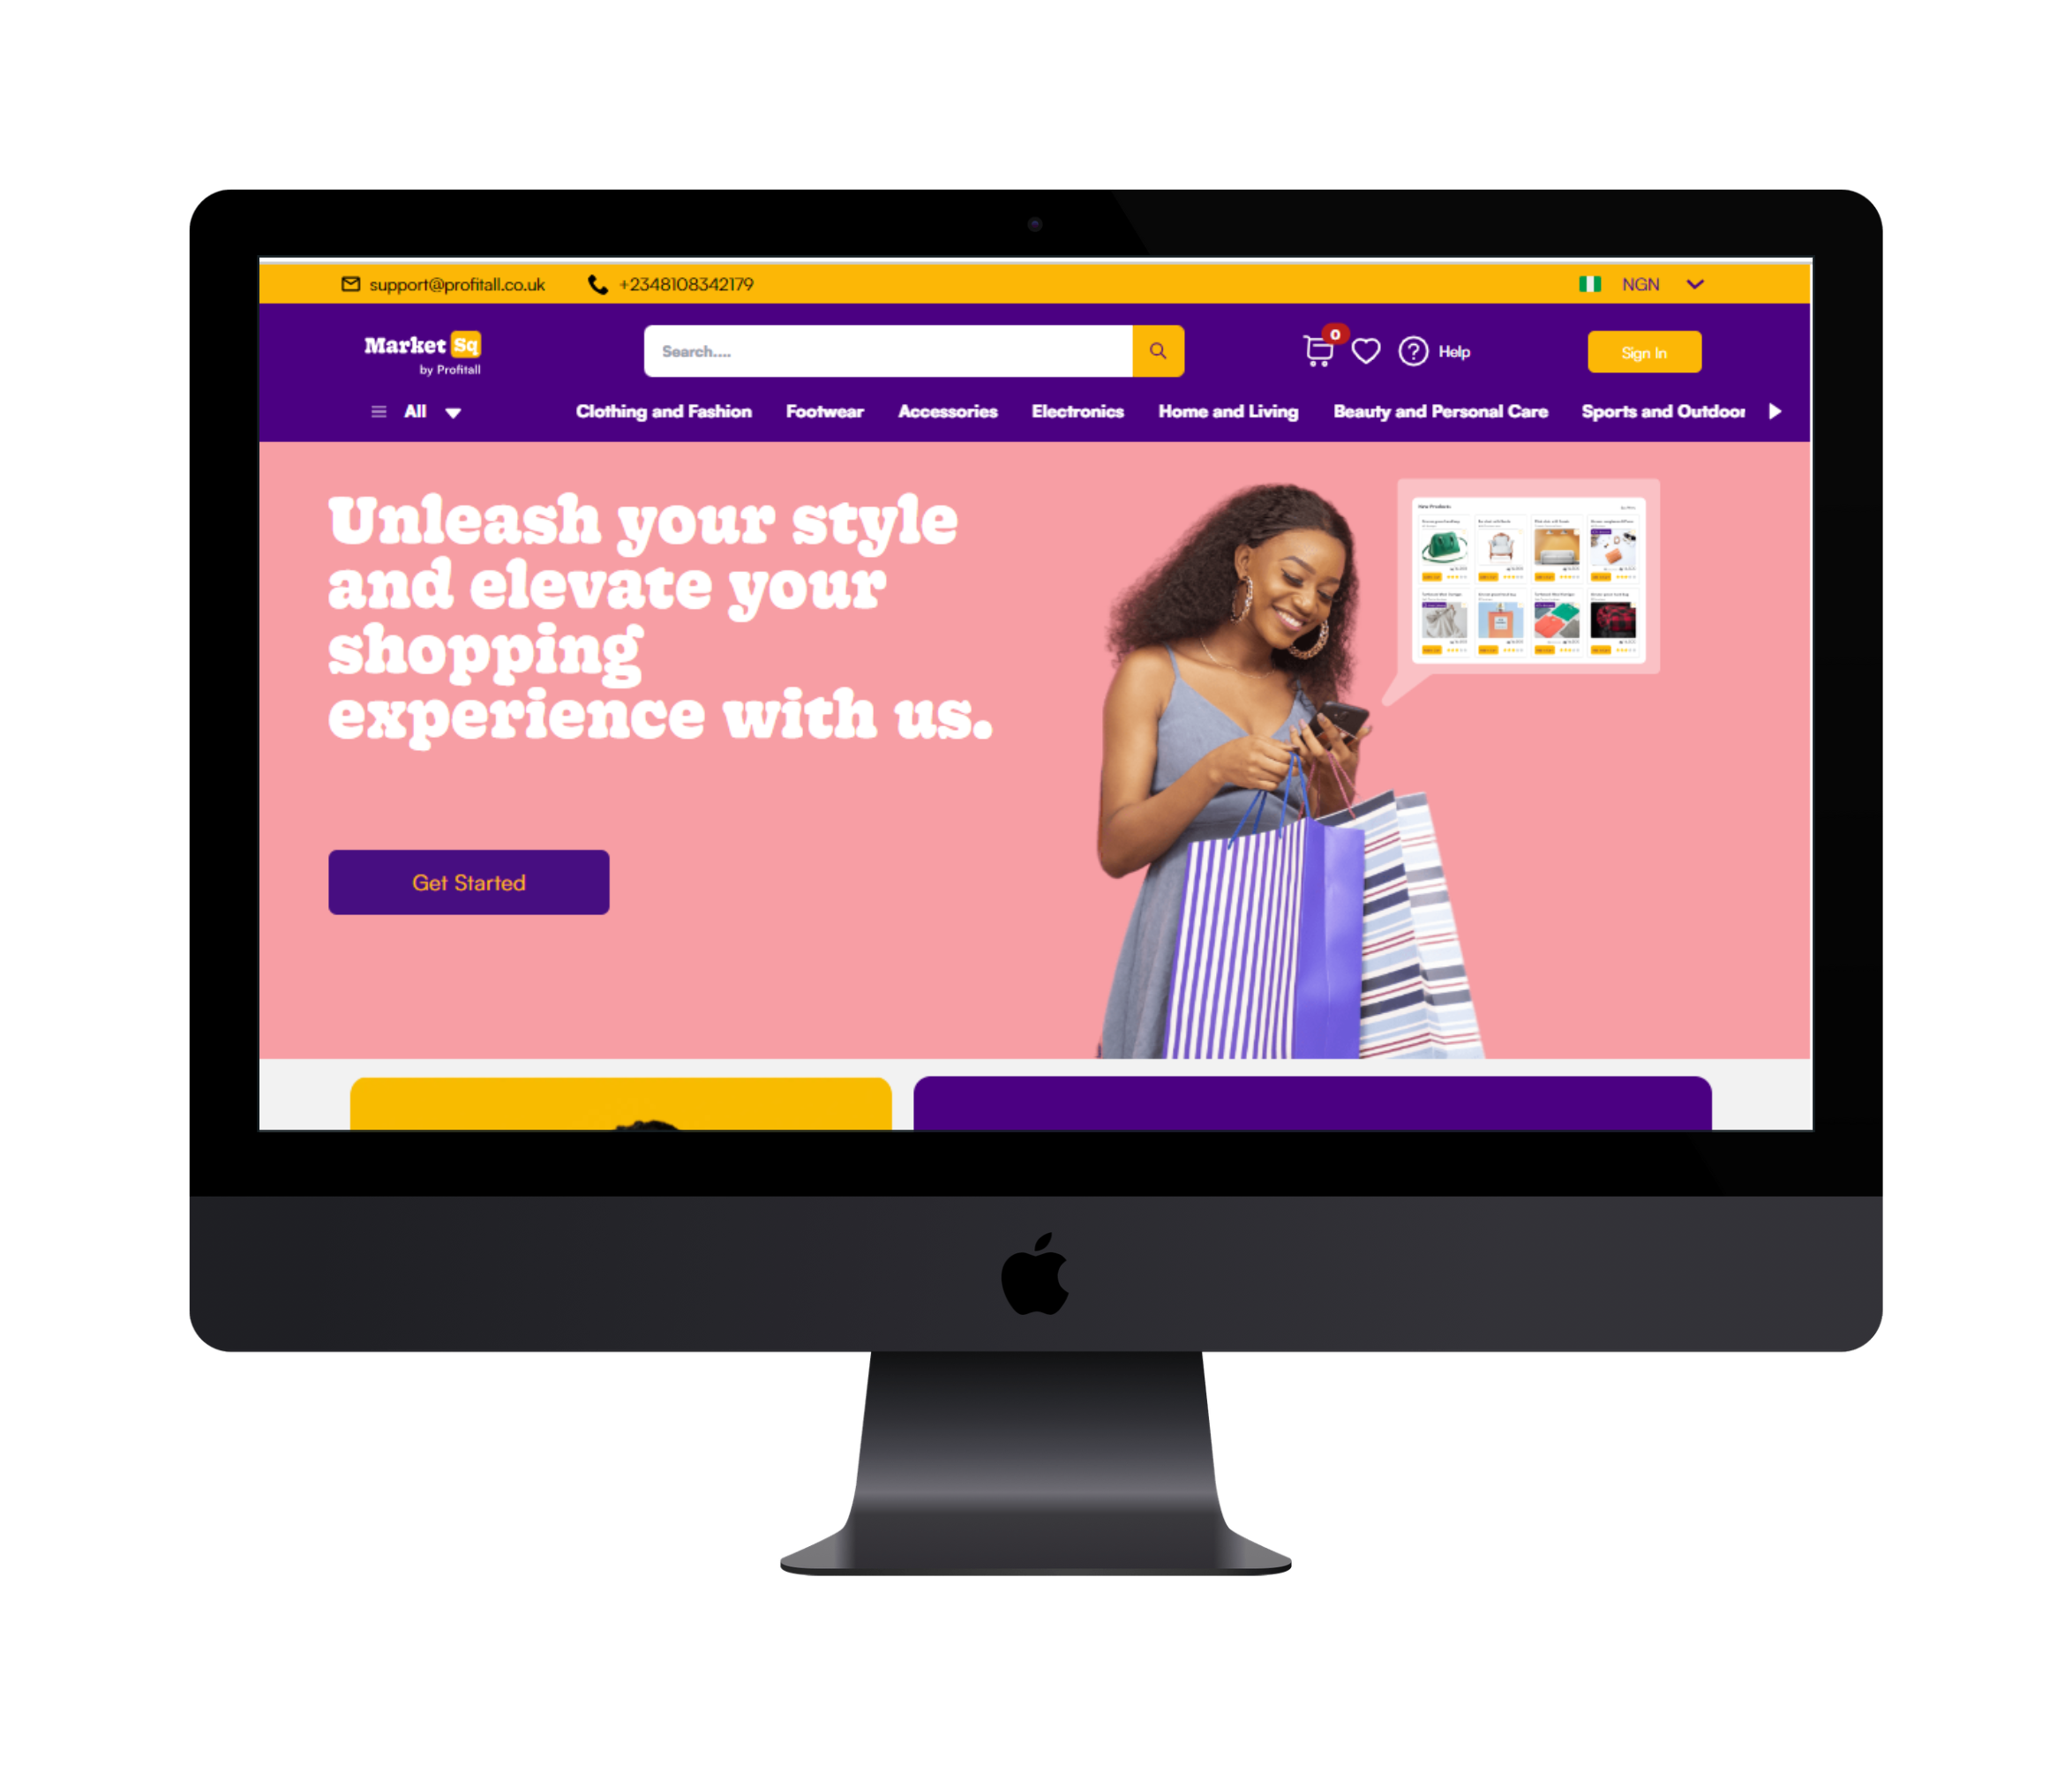 support@profitall.co.uk +2348108342179 NGN
Market Sq
by Profitall
Search....
0
Help
Sign In
All Clothing and Fashion Footwear Accessories Electronics Home and Living Beauty and Personal Care Sports and Outdoor
Unleash your style
and elevate your
shopping
experience with us.
New Products
Get Started